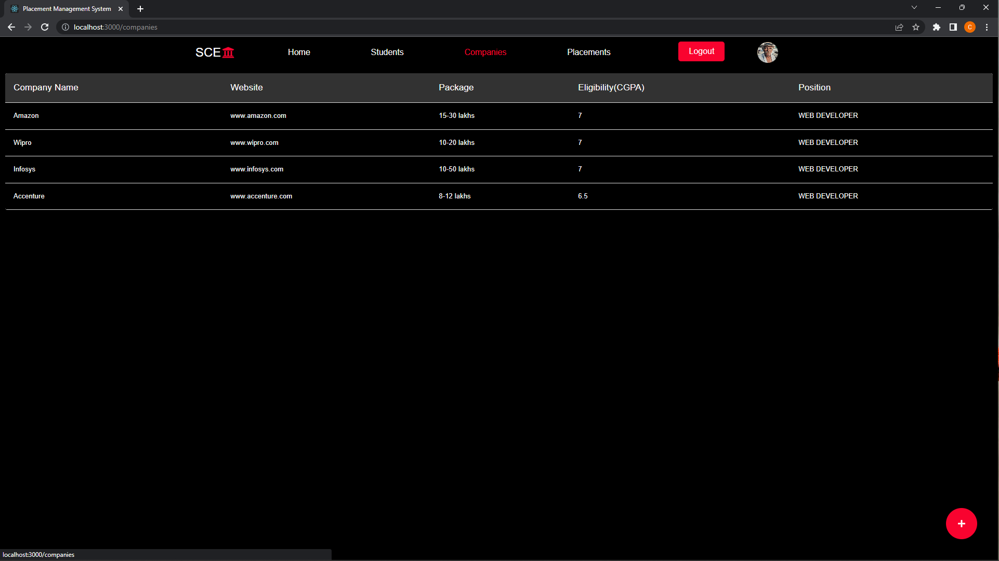 Placement Management System
localhost:3000/companies
SCE Home Students Companies Placements Logout
Company Name Website Package Eligibility(CGPA) Position
Amazon www.amazon.com 15-30 lakhs 7 WEB DEVELOPER
Wipro www.wipro.com 10-20 lakhs 7 WEB DEVELOPER
Infosys www.infosys.com 10-50 lakhs 7 WEB DEVELOPER
Accenture www.accenture.com 8-12 lakhs 6.5 WEB DEVELOPER
+
localhost:3000/companies